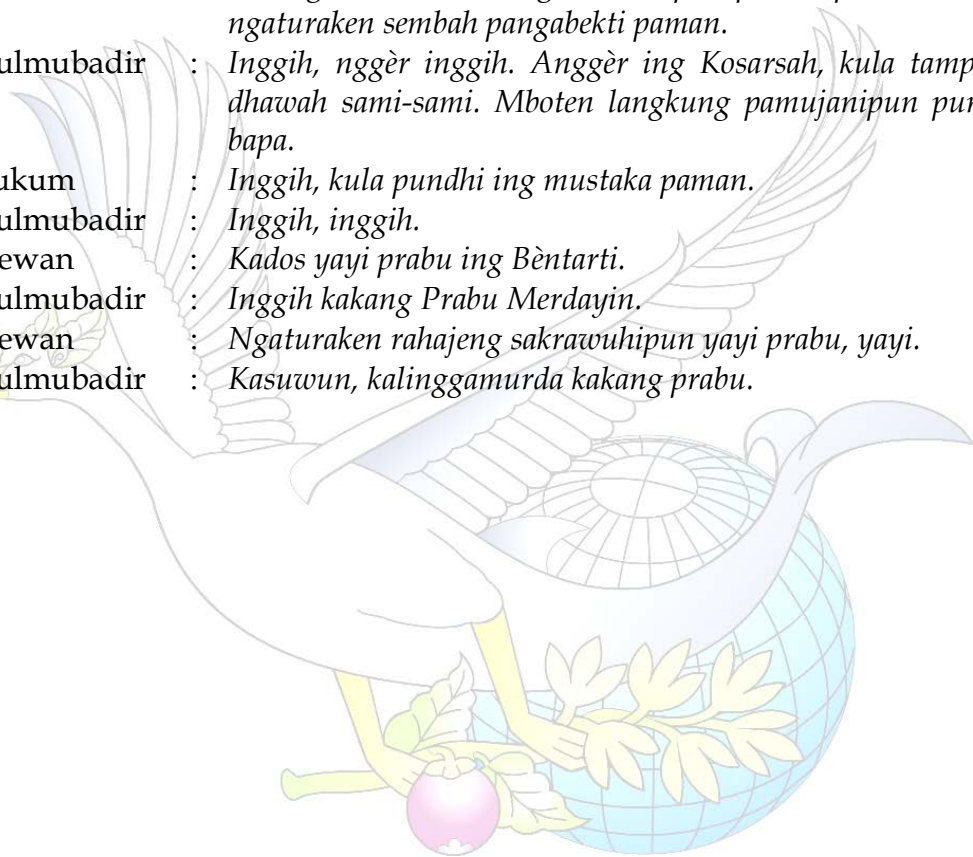 ngaturaken sembah pangabekti paman.
ulmubadir : Inggih, nggèr inggih. Anggèr ing Kosarsah, kula tamp
dhawah sami-sami. Mboten langkung pamujanipun pun
bapa.
ukum : Inggih, kula pundhi ing mustaka paman.
ulmubadir : Inggih, inggih.
ewan : Kados yayi prabu ing Bèntarti.
ulmubadir : Inggih kakang Prabu Merdayin.
ewan : Ngaturaken rahajeng sakrawuhipun yayi prabu, yayi.
ulmubadir : Kasuwun, kalinggamurda kakang prabu.